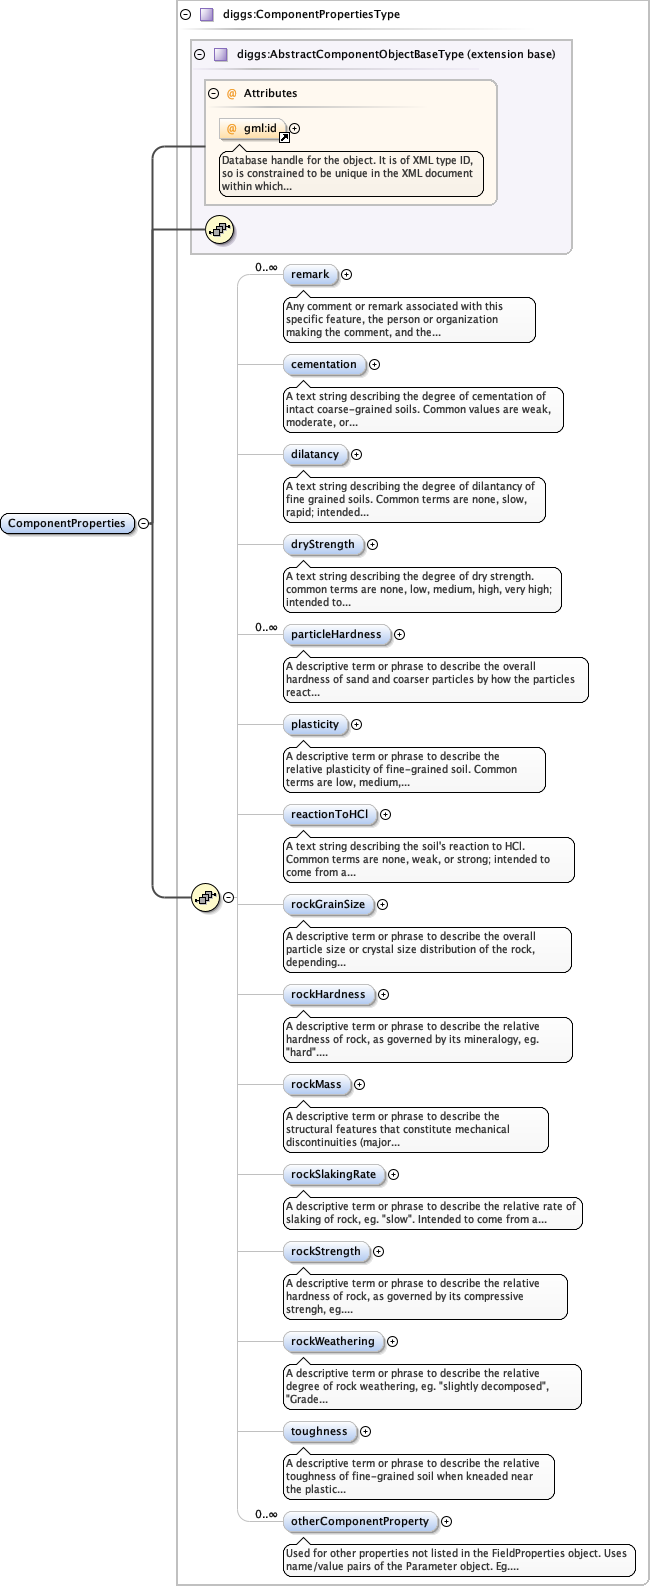 diggs:ComponentPropertiesType
diggs:AbstractComponentObjectBaseType (extension base)
@ Attributes
@ gml:id
Database handle for the object. It is of XML type ID,
so is constrained to be unique in the XML document
within which...
0..∞
remark
Any comment or remark associated with this
specific feature, the person or organization
making the comment, and the...
cementation
A text string describing the degree of cementation of
intact coarse-grained soils. Common values are weak,
moderate, or...
dilatancy
A text string describing the degree of dilantancy of
fine grained soils. Common terms are none, slow,
rapid; intended...
ComponentProperties
dryStrength
A text string describing the degree of dry strength.
common terms are none, low, medium, high, very high;
intended to...
0..∞
particleHardness
A descriptive term or phrase to describe the overall
hardness of sand and coarser particles by how the particles
react...
plasticity
A descriptive term or phrase to describe the
relative plasticity of fine-grained soil. Common
terms are low, medium,...
reactionToHCl
A text string describing the soil's reaction to HCl.
Common terms are none, weak, or strong; intended to
come from a...
rockGrainSize
A descriptive term or phrase to describe the overall
particle size or crystal size distribution of the rock,
depending...
rockHardness
A descriptive term or phrase to describe the relative
hardness of rock, as governed by its mineralogy, eg.
"hard"....
rockMass
A descriptive term or phrase to describe the
structural features that constitute mechanical
discontinuities (major...
rockSlakingRate
A descriptive term or phrase to describe the relative rate of
slaking of rock, eg. "slow". Intended to come from a...
rockStrength
A descriptive term or phrase to describe the relative
hardness of rock, as governed by its compressive
strengh, eg....
rockWeathering
A descriptive term or phrase to describe the relative
degree of rock weathering, eg. "slightly decomposed",
"Grade...
toughness
A descriptive term or phrase to describe the relative
toughness of fine-grained soil when kneaded near
the plastic...
0..∞
otherComponentProperty
Used for other properties not listed in the FieldProperties object. Uses
name/value pairs of the Parameter object. Eg....